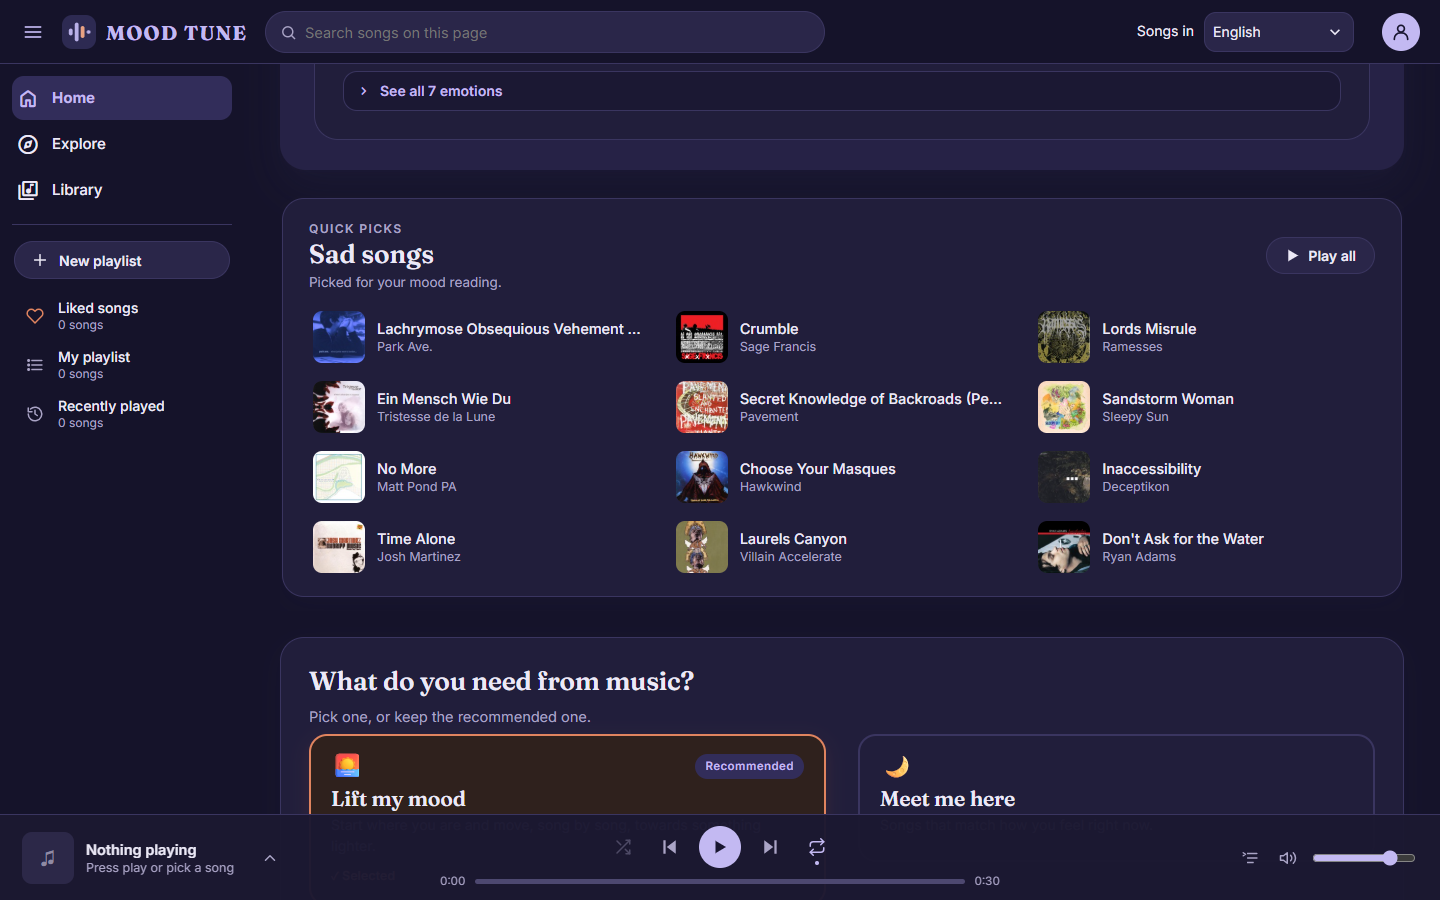 MOOD TUNE
Search songs on this page
Songs in
English
Home
Explore
Library
New playlist
Liked songs
0 songs
My playlist
0 songs
Recently played
0 songs
See all 7 emotions
QUICK PICKS
Sad songs
Picked for your mood reading.
Play all
Lachrymose Obsequious Vehement ...
Park Ave.
Crumble
Sage Francis
Lords Misrule
Ramesses
Ein Mensch Wie Du
Tristesse de la Lune
Secret Knowledge of Backroads (Pe...
Pavement
Sandstorm Woman
Sleepy Sun
No More
Matt Pond PA
Choose Your Masques
Hawkwind
Inaccessibility
Deceptikon
Time Alone
Josh Martinez
Laurels Canyon
Villain Accelerate
Don't Ask for the Water
Ryan Adams
What do you need from music?
Pick one, or keep the recommended one.
Recommended
Lift my mood
Meet me here
Nothing playing
Press play or pick a song
0:00
0:30